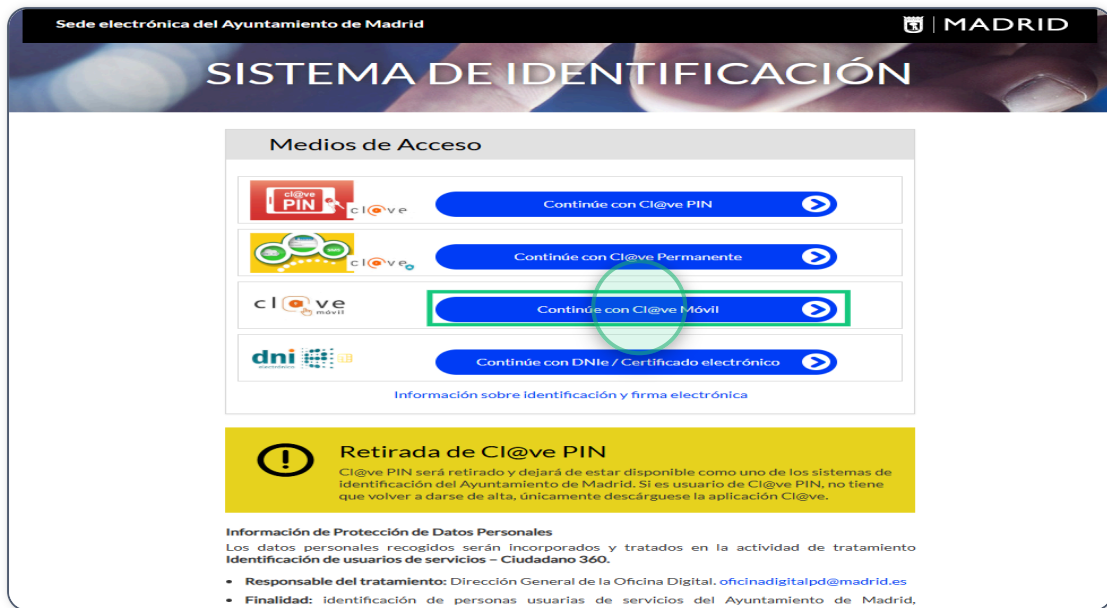 Sede electrónica del Ayuntamiento de Madrid
MADRID
SISTEMA DE IDENTIFICACIÓN
Medios de Acceso
cl@ve
PIN
cl@ve
Continúe con Cl@ve PIN
cl@ve
Continúe con Cl@ve Permanente
cl@ve
móvil
Continúe con Cl@ve Móvil
dni
electrónico
Continúe con DNIe / Certificado electrónico
Información sobre identificación y firma electrónica
Retirada de Cl@ve PIN
Cl@ve PIN será retirado y dejará de estar disponible como uno de los sistemas de
identificación del Ayuntamiento de Madrid. Si es usuario de Cl@ve PIN, no tiene
que volver a darse de alta, únicamente descárguese la aplicación Cl@ve.
Información de Protección de Datos Personales
Los datos personales recogidos serán incorporados y tratados en la actividad de tratamiento
Identificación de usuarios de servicios – Ciudadano 360.
• Responsable del tratamiento: Dirección General de la Oficina Digital. oficinadigitalpd@madrid.es
• Finalidad: identificación de personas usuarias de servicios del Ayuntamiento de Madrid,